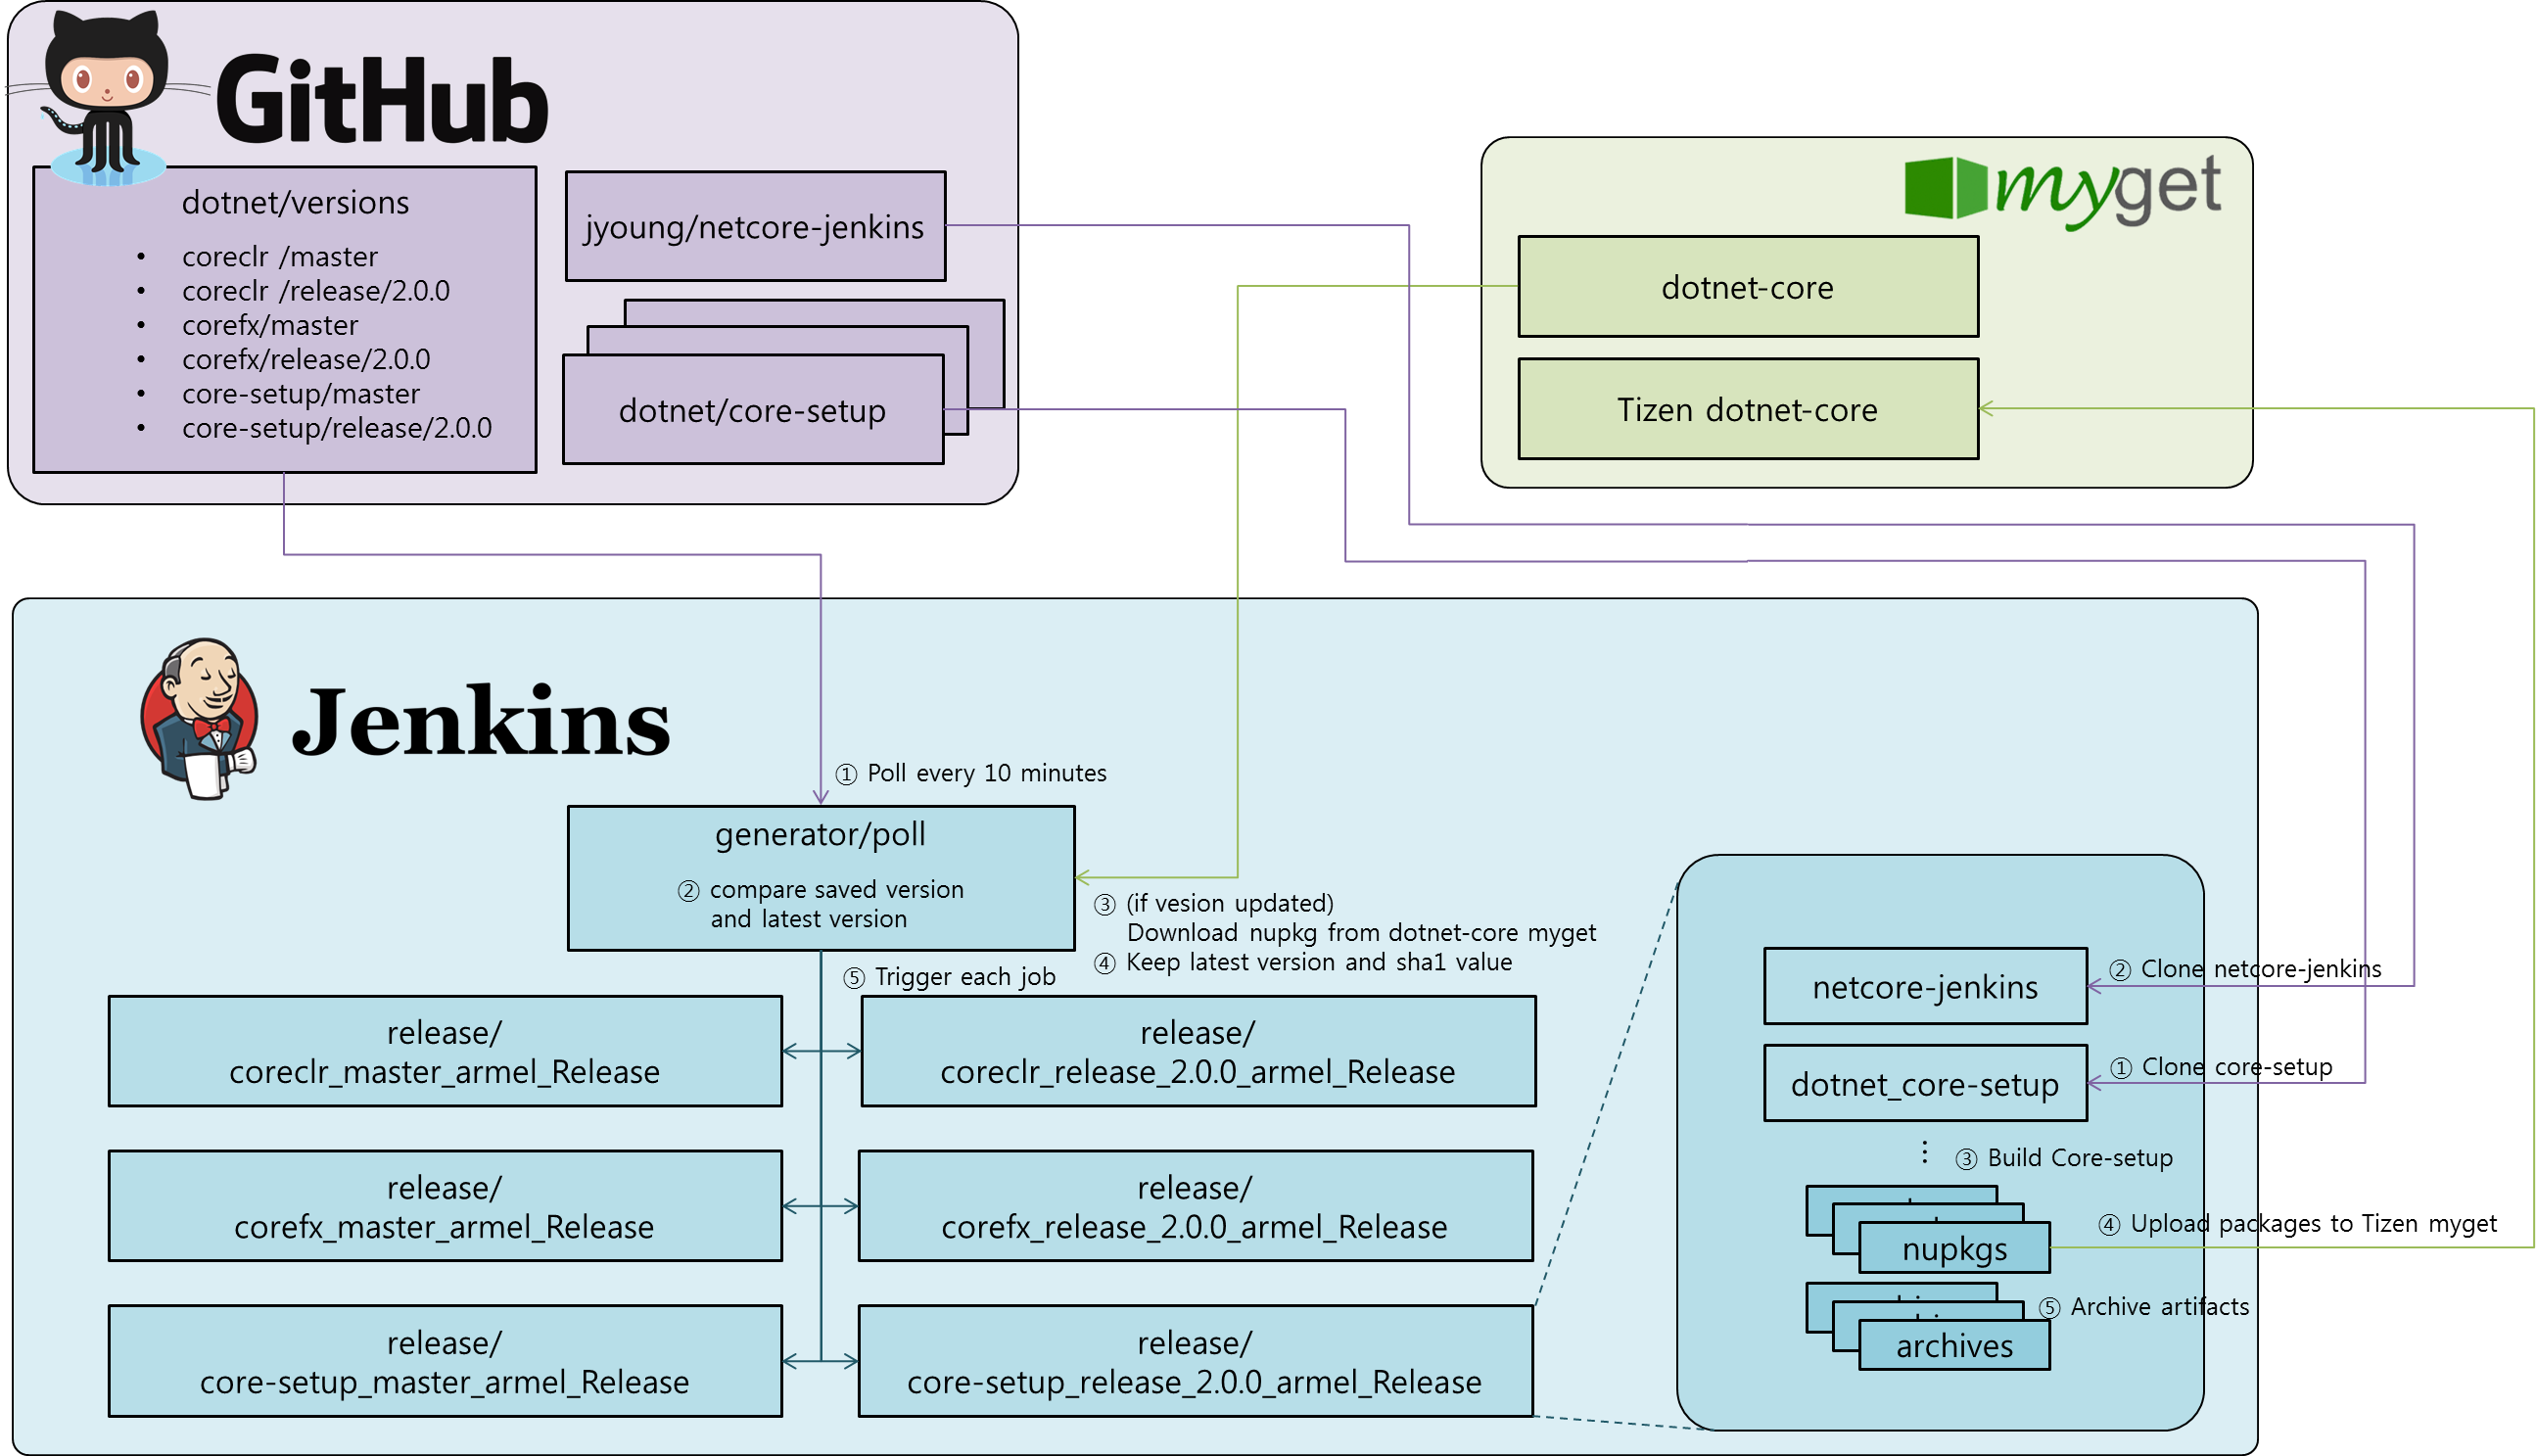 GitHub
dotnet/versions
• coreclr /master
• coreclr /release/2.0.0
• corefx/master
• corefx/release/2.0.0
• core-setup/master
• core-setup/release/2.0.0
jyoung/netcore-jenkins
dotnet/core-setup
myget
dotnet-core
Tizen dotnet-core
Jenkins
① Poll every 10 minutes
generator/poll
② compare saved version
and latest version
③ (if vesion updated)
Download nupkg from dotnet-core myget
④ Keep latest version and sha1 value
⑤ Trigger each job
release/
coreclr_master_armel_Release
release/
coreclr_release_2.0.0_armel_Release
release/
corefx_master_armel_Release
release/
corefx_release_2.0.0_armel_Release
release/
core-setup_master_armel_Release
release/
core-setup_release_2.0.0_armel_Release
netcore-jenkins
② Clone netcore-jenkins
dotnet_core-setup
① Clone core-setup
⋮
③ Build Core-setup
nupkgs
④ Upload packages to Tizen myget
⑤ Archive artifacts
archives